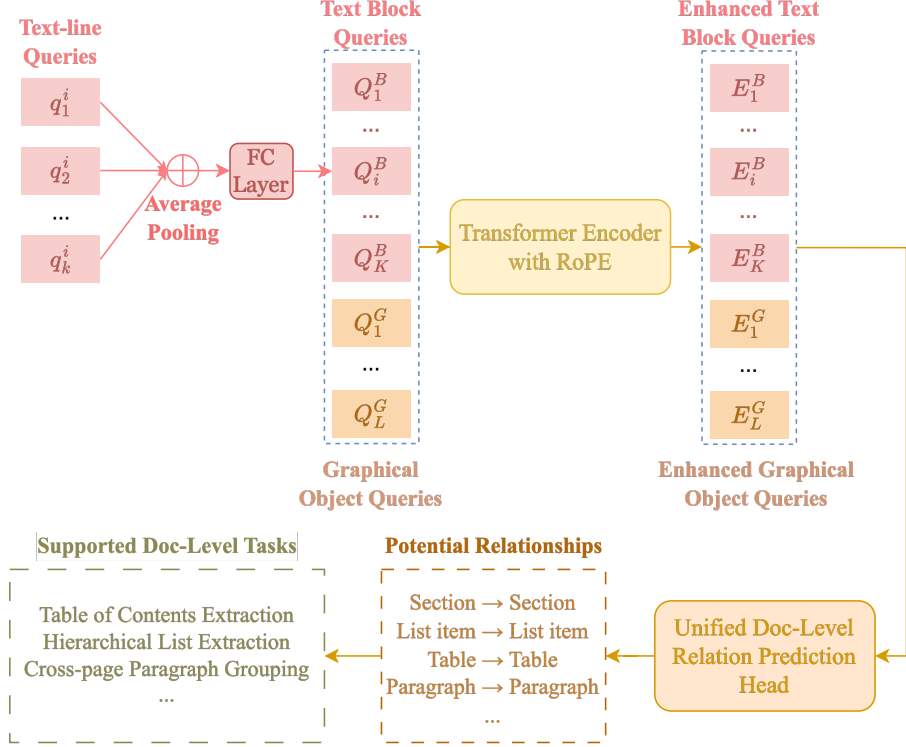 Text-line
Queries
q_1^i
q_2^i
...
q_k^i
Average
Pooling
FC
Layer
Text Block
Queries
Q_1^B
...
Q_i^B
...
Q_K^B
Q_1^G
...
Q_L^G
Graphical
Object Queries
Transformer Encoder
with RoPE
Enhanced Text
Block Queries
E_1^B
...
E_i^B
...
E_K^B
E_1^G
...
E_L^G
Enhanced Graphical
Object Queries
Unified Doc-Level
Relation Prediction
Head
Potential Relationships
Section → Section
List item → List item
Table → Table
Paragraph → Paragraph
...
Supported Doc-Level Tasks
Table of Contents Extraction
Hierarchical List Extraction
Cross-page Paragraph Grouping
...